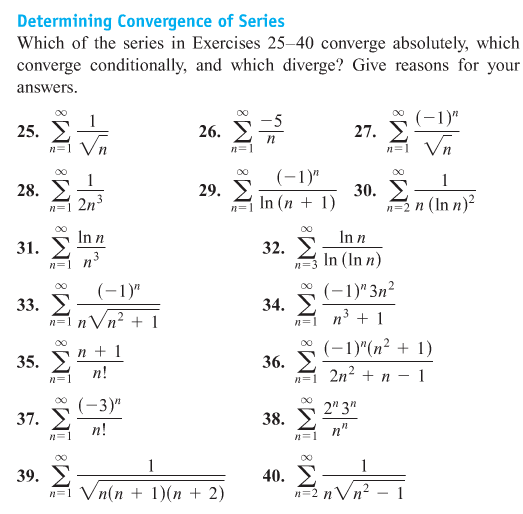 Determining Convergence of Series
Which of the series in Exercises 25–40 converge absolutely, which
converge conditionally, and which diverge? Give reasons for your
answers.
25. ∑_{n=1}^{∞} 1/√n 26. ∑_{n=1}^{∞} −5/n 27. ∑_{n=1}^{∞} (−1)^n/√n
28. ∑_{n=1}^{∞} 1/(2n^3) 29. ∑_{n=1}^{∞} (−1)^n/(ln (n + 1)) 30. ∑_{n=2}^{∞} 1/(n (ln n)^2)
31. ∑_{n=1}^{∞} (ln n)/n^3 32. ∑_{n=3}^{∞} (ln n)/(ln (ln n))
33. ∑_{n=1}^{∞} (−1)^n/(n√(n^2 + 1)) 34. ∑_{n=1}^{∞} ((−1)^n 3n^2)/(n^3 + 1)
35. ∑_{n=1}^{∞} (n + 1)/n! 36. ∑_{n=1}^{∞} ((−1)^n(n^2 + 1))/(2n^2 + n − 1)
37. ∑_{n=1}^{∞} (−3)^n/n! 38. ∑_{n=1}^{∞} (2^n 3^n)/n^n
39. ∑_{n=1}^{∞} 1/√(n(n + 1)(n + 2)) 40. ∑_{n=2}^{∞} 1/(n√(n^2 − 1))